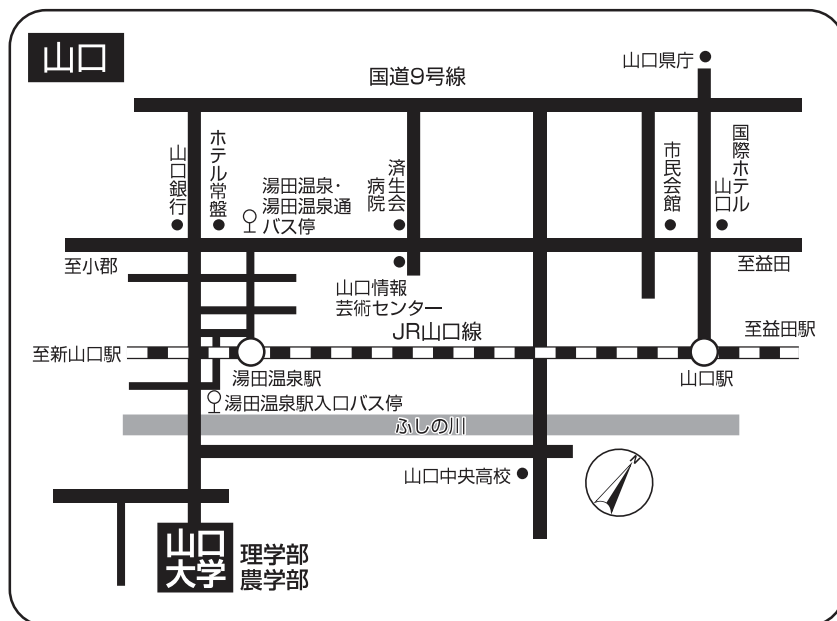 山口
山口県庁
国道9号線
山口銀行
ホテル常盤
湯田温泉・
湯田温泉通
バス停
済生会
病院
市民会館
国際ホテル
山口
至小郡
至益田
山口情報
芸術センター
JR山口線
至益田駅
至新山口駅
湯田温泉駅
山口駅
湯田温泉駅入口バス停
ふしの川
山口中央高校
N
山口
大学
理学部
農学部